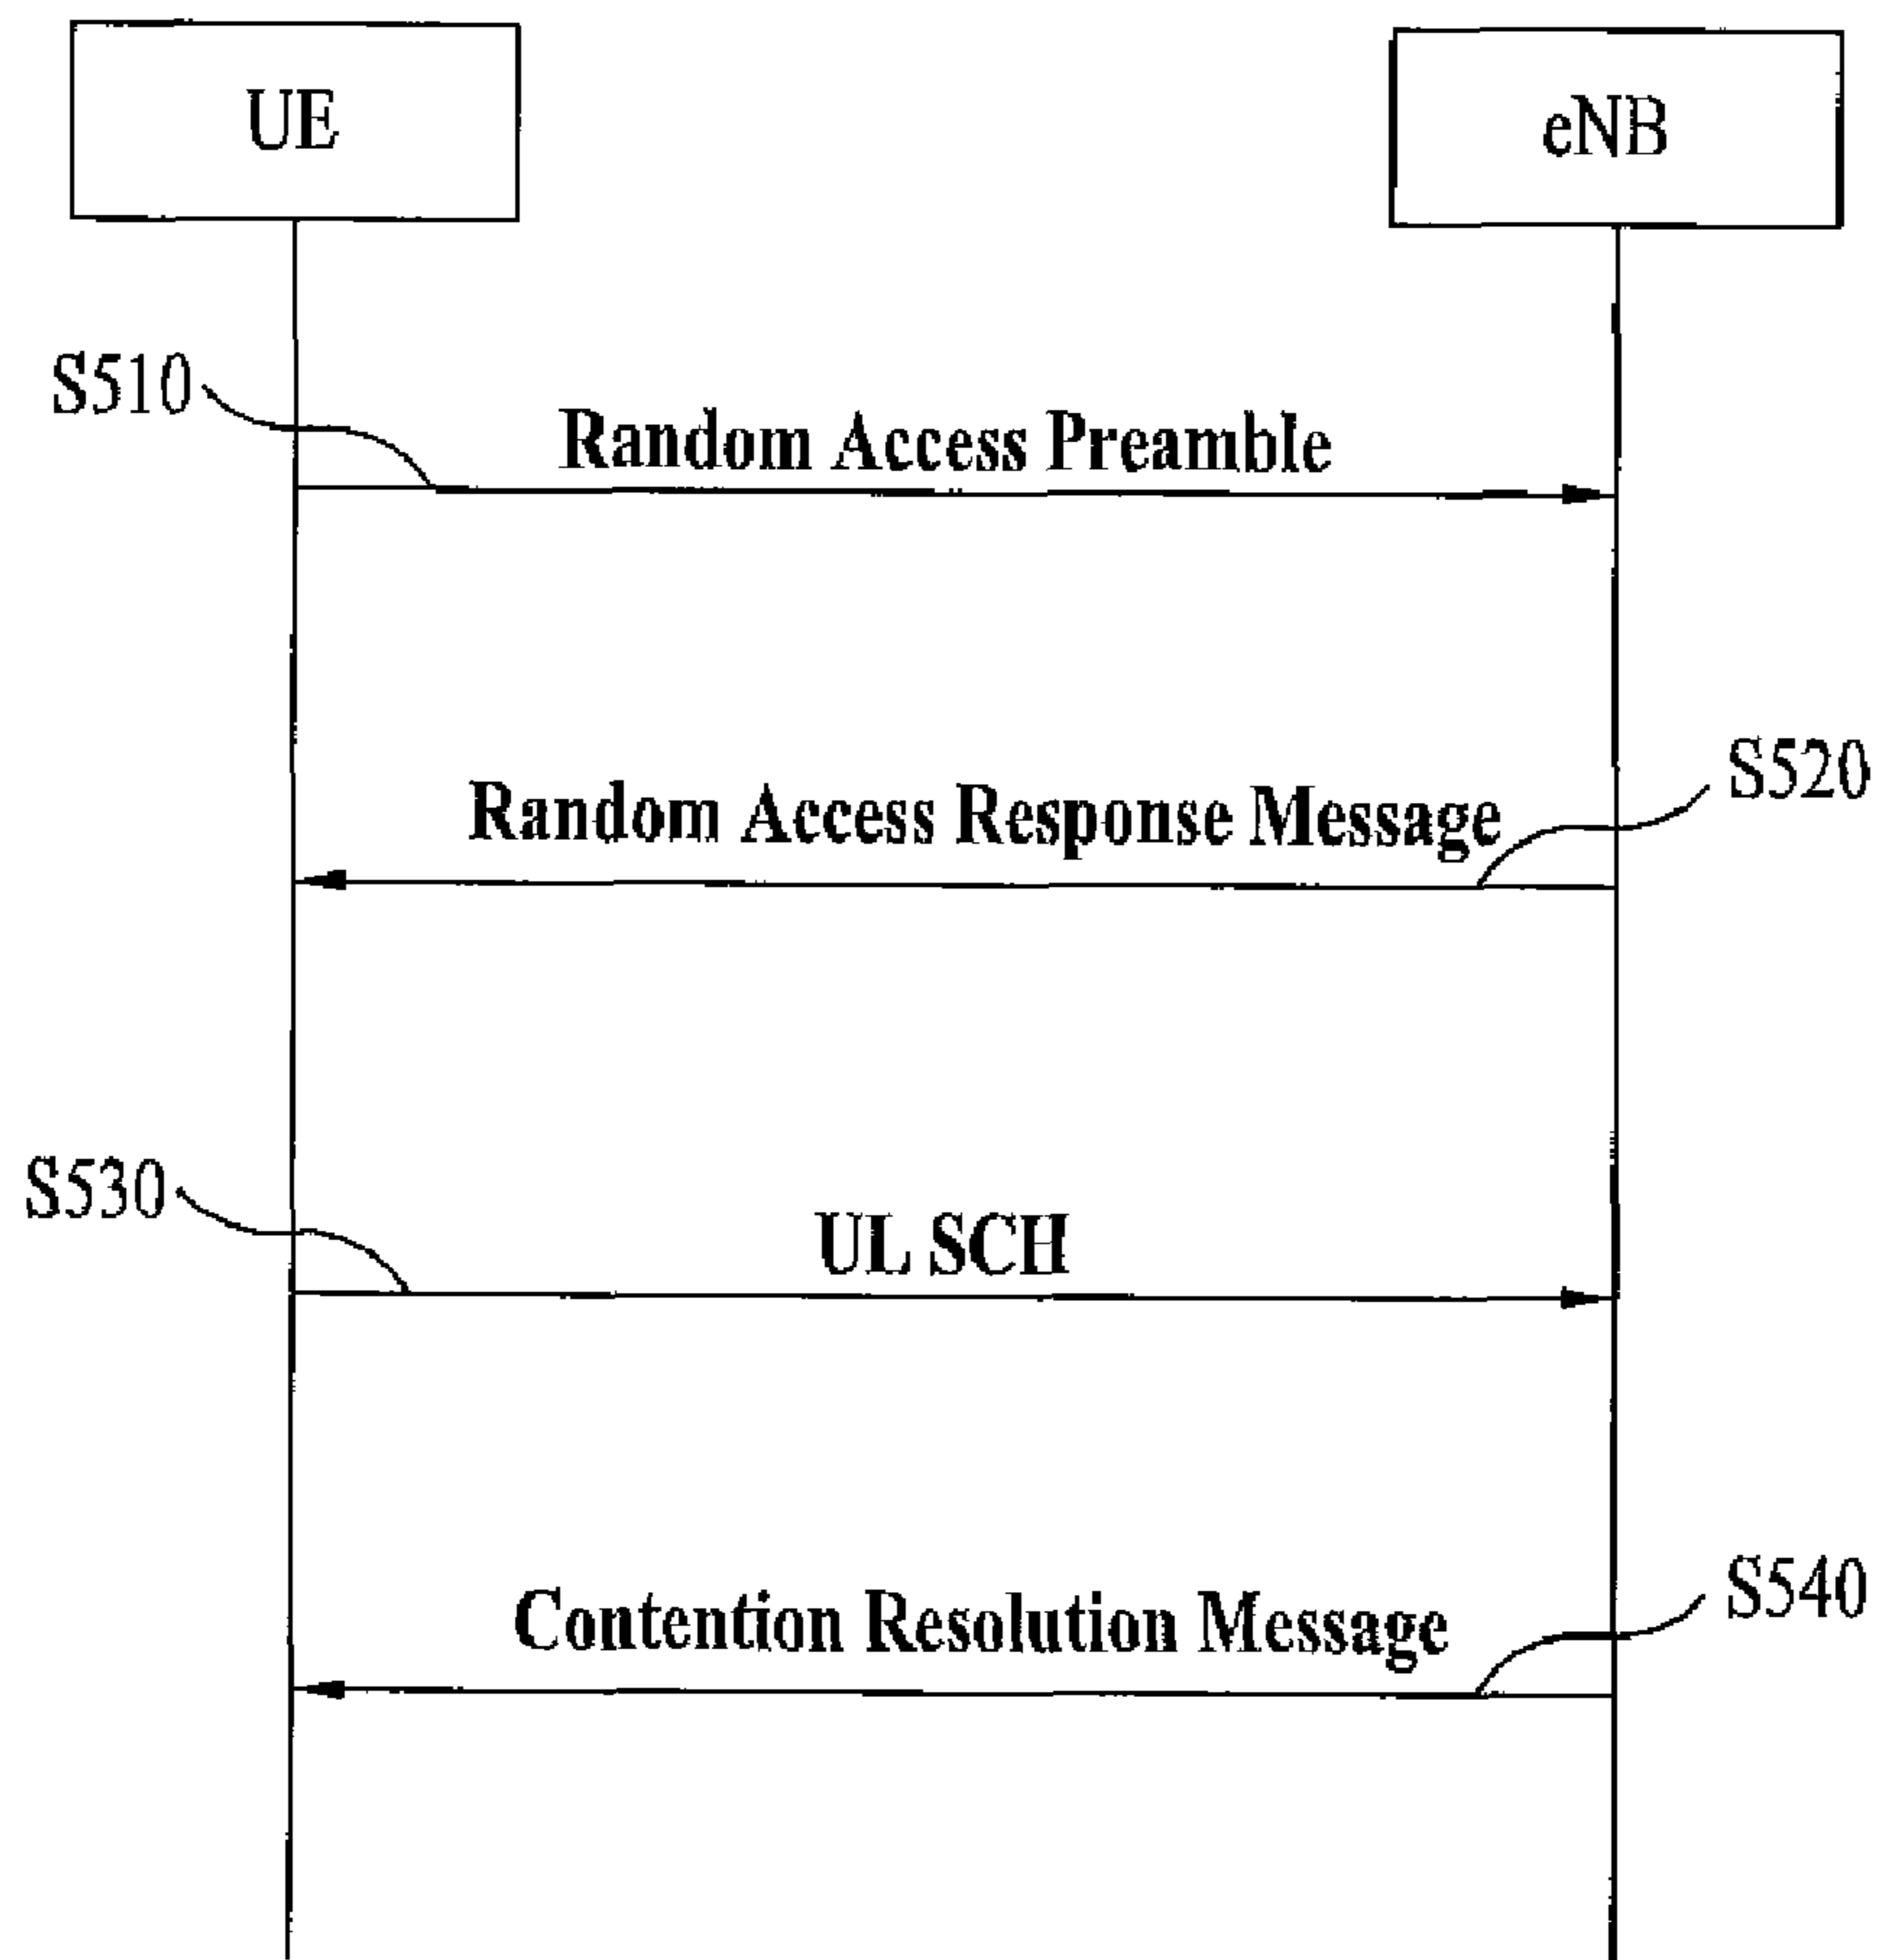 UE
eNB
S510
Random Access Preamble
S520
Random Access Response Message
S530
UL SCH
S540
Contention Resolution Message